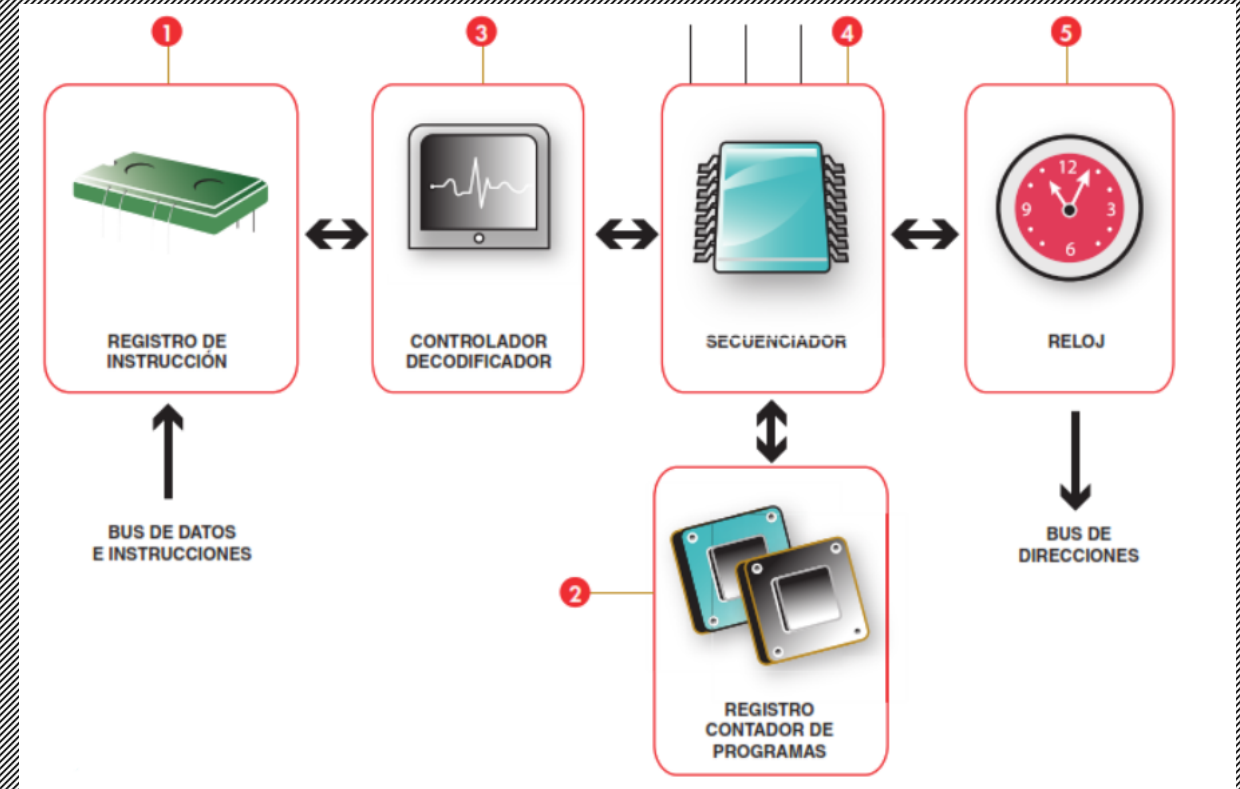 1
3
4
5
12
9
3
6
REGISTRO DE
INSTRUCCIÓN
CONTROLADOR
DECODIFICADOR
SECUENCIADOR
RELOJ
BUS DE DATOS
E INSTRUCCIONES
BUS DE
DIRECCIONES
2
REGISTRO
CONTADOR DE
PROGRAMAS